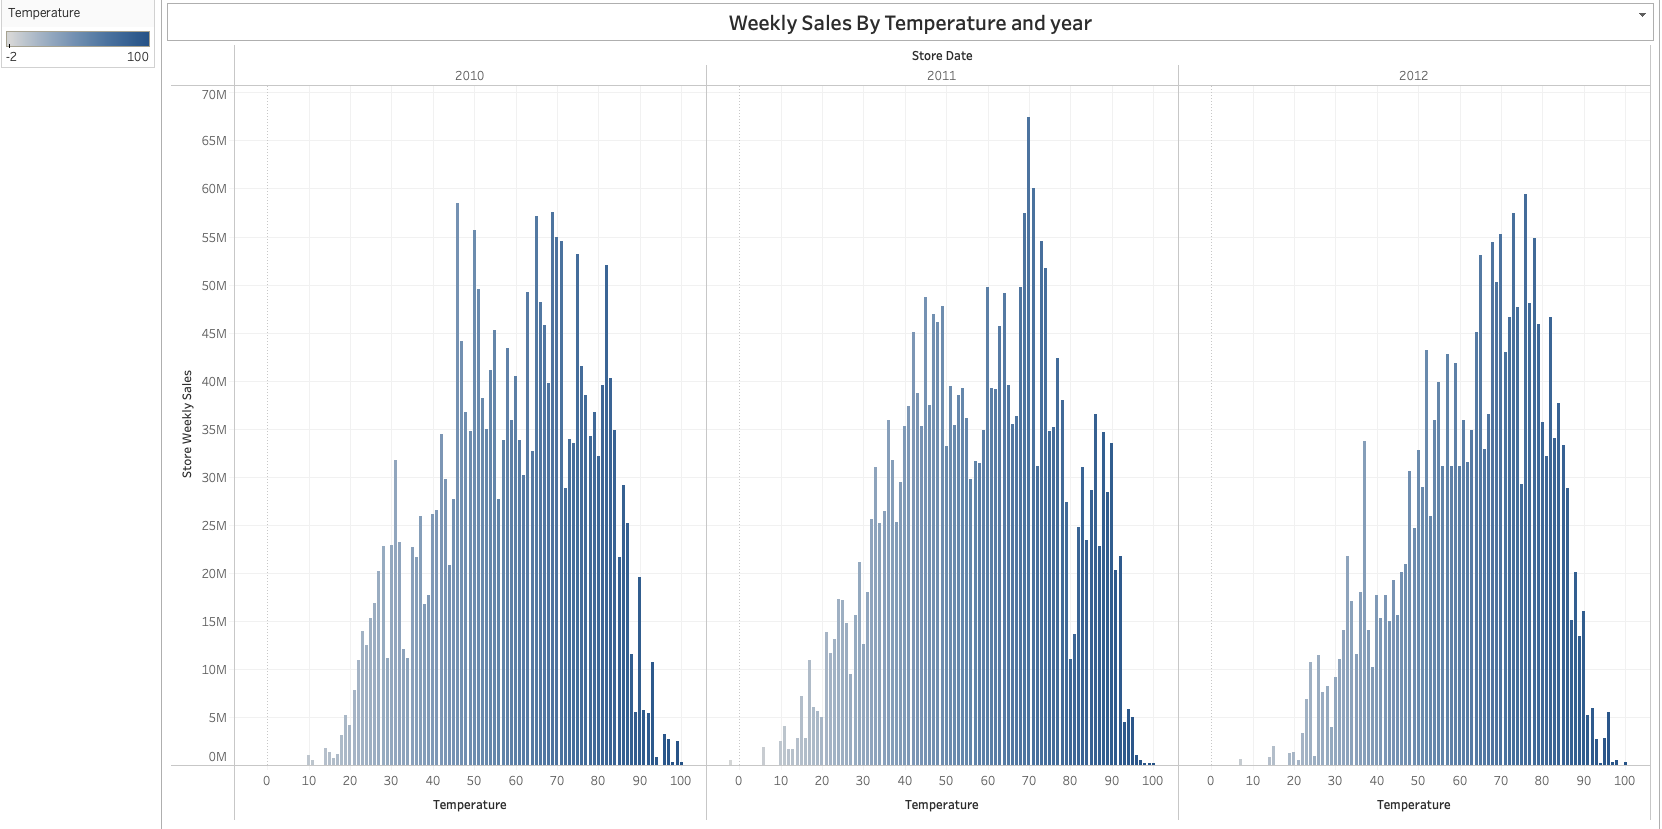 Temperature
-2 100
Weekly Sales By Temperature and year
Store Date
2010 2011 2012
70M
65M
60M
55M
50M
45M
40M
35M
30M
25M
20M
15M
10M
5M
0M
Store Weekly Sales
0 10 20 30 40 50 60 70 80 90 100 0 10 20 30 40 50 60 70 80 90 100 0 10 20 30 40 50 60 70 80 90 100
Temperature Temperature Temperature